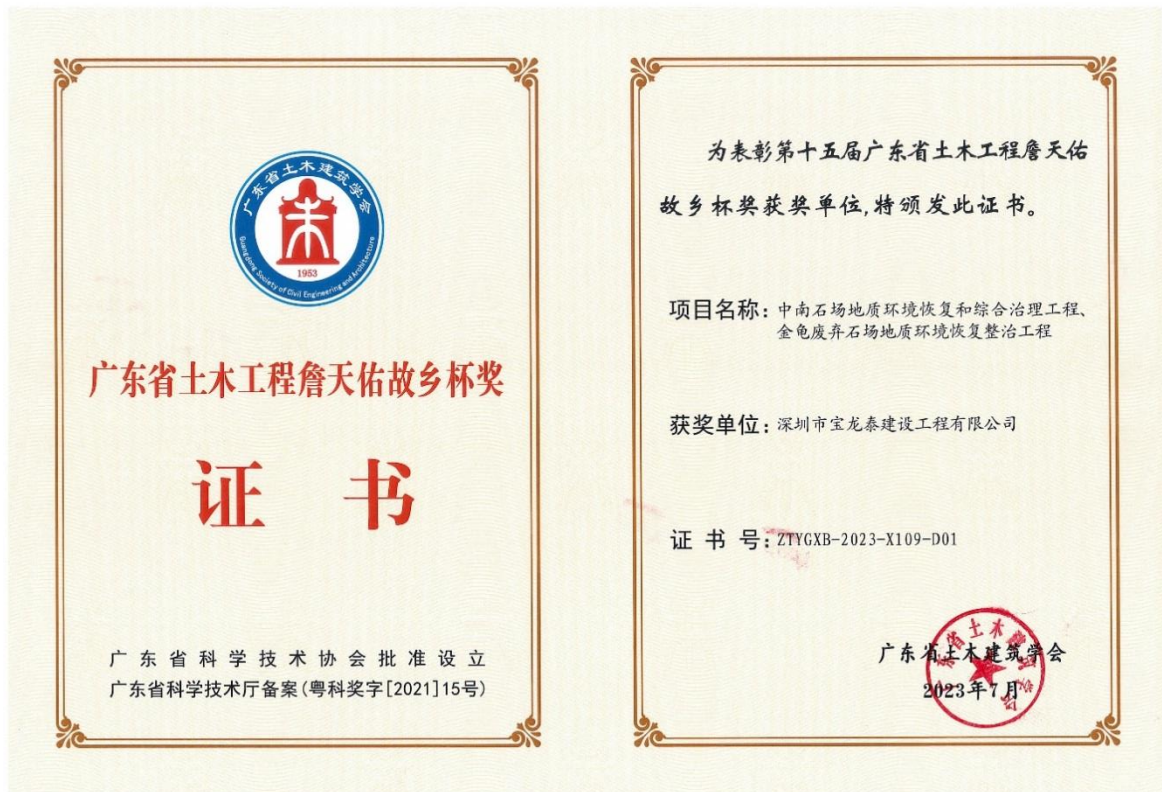 广东省土木建筑学会
1953
Guangdong Society of Civil Engineering and Architecture
广东省土木工程詹天佑故乡杯奖
证 书
广东省科学技术协会批准设立
广东省科学技术厅备案(粤科奖字[2021]15号)
为表彰第十五届广东省土木工程詹天佑
故乡杯奖获奖单位,特颁发此证书。
项目名称: 中南石场地质环境恢复和综合治理工程、
金龟废弃石场地质环境恢复整治工程
获奖单位: 深圳市宝龙泰建设工程有限公司
证 书 号: ZTYGXB-2023-X109-D01
广东省土木建筑学会
2023年7月
广东省土木建筑学会